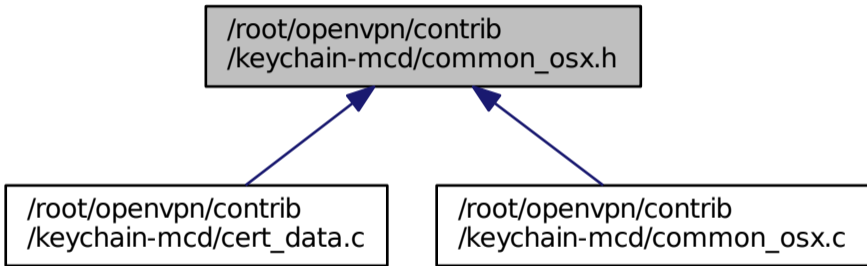 /root/openvpn/contrib
/keychain-mcd/common_osx.h
/root/openvpn/contrib
/keychain-mcd/cert_data.c
/root/openvpn/contrib
/keychain-mcd/common_osx.c